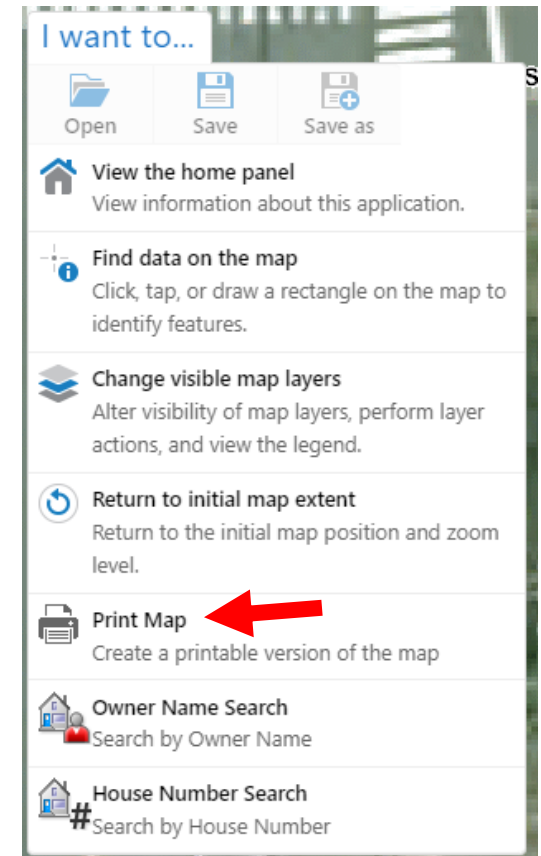 I want to...
Open Save Save as
View the home panel
View information about this application.
Find data on the map
Click, tap, or draw a rectangle on the map to
identify features.
Change visible map layers
Alter visibility of map layers, perform layer
actions, and view the legend.
Return to initial map extent
Return to the initial map position and zoom
level.
Print Map
Create a printable version of the map
Owner Name Search
Search by Owner Name
House Number Search
#Search by House Number